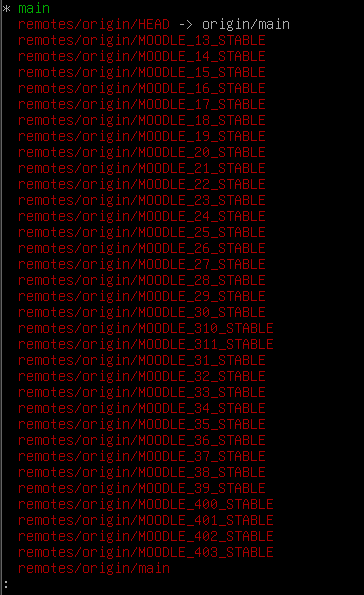 * main
  remotes/origin/HEAD -> origin/main
  remotes/origin/MOODLE_13_STABLE
  remotes/origin/MOODLE_14_STABLE
  remotes/origin/MOODLE_15_STABLE
  remotes/origin/MOODLE_16_STABLE
  remotes/origin/MOODLE_17_STABLE
  remotes/origin/MOODLE_18_STABLE
  remotes/origin/MOODLE_19_STABLE
  remotes/origin/MOODLE_20_STABLE
  remotes/origin/MOODLE_21_STABLE
  remotes/origin/MOODLE_22_STABLE
  remotes/origin/MOODLE_23_STABLE
  remotes/origin/MOODLE_24_STABLE
  remotes/origin/MOODLE_25_STABLE
  remotes/origin/MOODLE_26_STABLE
  remotes/origin/MOODLE_27_STABLE
  remotes/origin/MOODLE_28_STABLE
  remotes/origin/MOODLE_29_STABLE
  remotes/origin/MOODLE_30_STABLE
  remotes/origin/MOODLE_310_STABLE
  remotes/origin/MOODLE_311_STABLE
  remotes/origin/MOODLE_31_STABLE
  remotes/origin/MOODLE_32_STABLE
  remotes/origin/MOODLE_33_STABLE
  remotes/origin/MOODLE_34_STABLE
  remotes/origin/MOODLE_35_STABLE
  remotes/origin/MOODLE_36_STABLE
  remotes/origin/MOODLE_37_STABLE
  remotes/origin/MOODLE_38_STABLE
  remotes/origin/MOODLE_39_STABLE
  remotes/origin/MOODLE_400_STABLE
  remotes/origin/MOODLE_401_STABLE
  remotes/origin/MOODLE_402_STABLE
  remotes/origin/MOODLE_403_STABLE
  remotes/origin/main
: